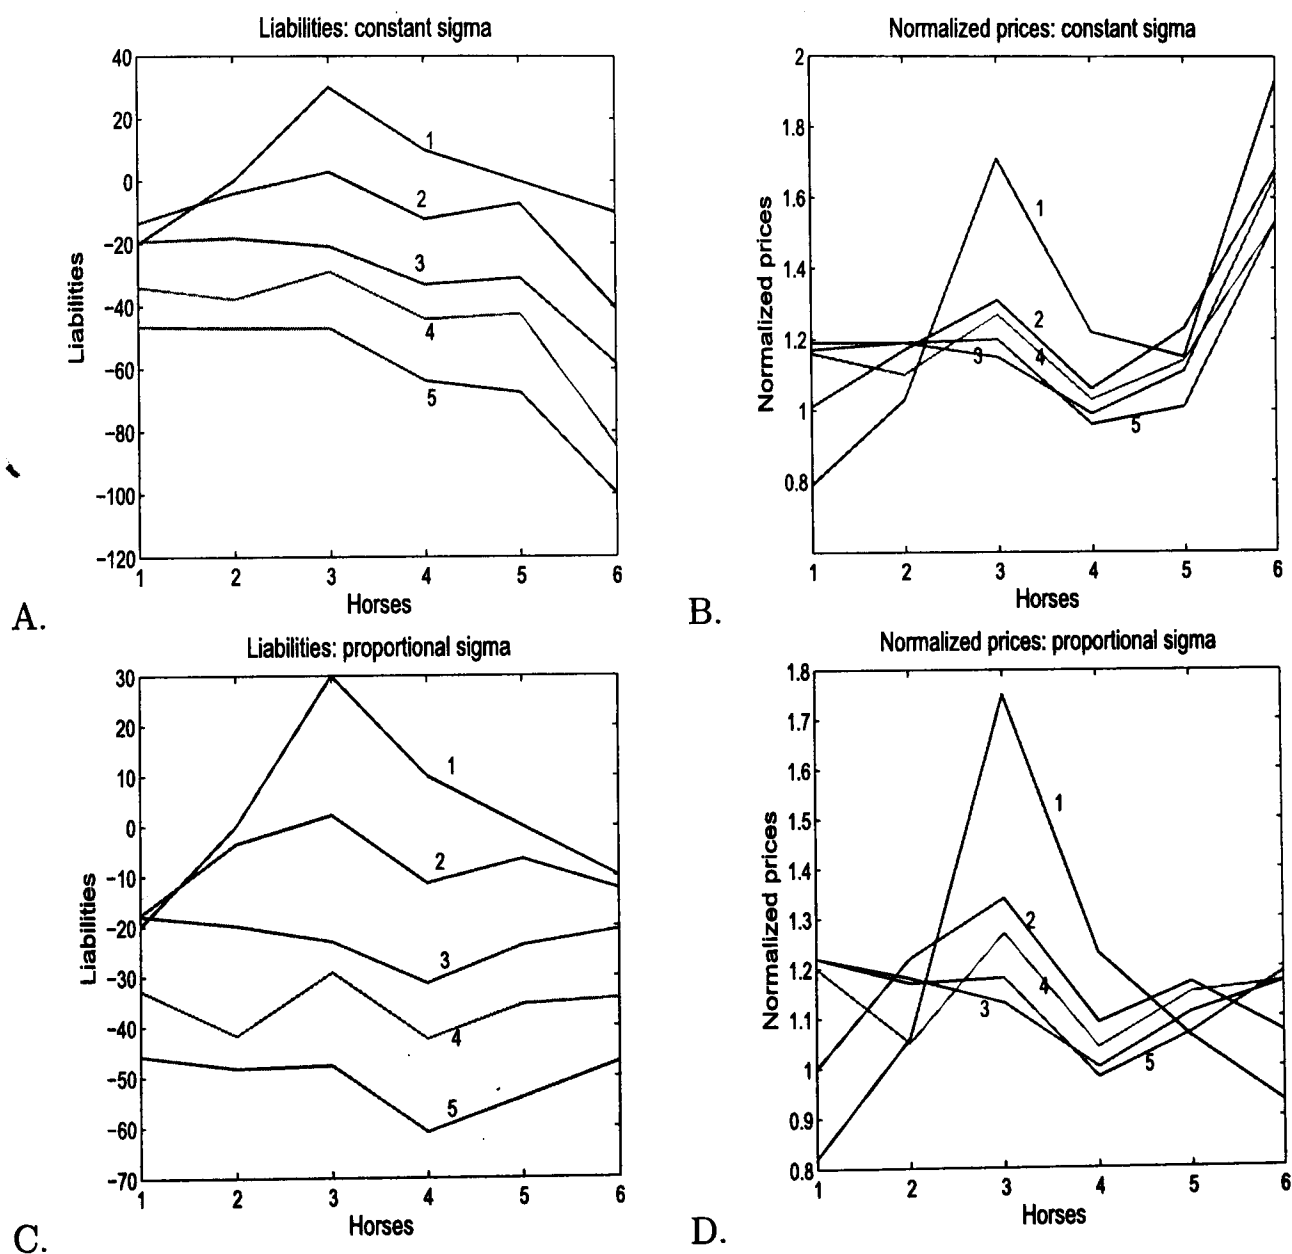 Liabilities: constant sigma
40
20
0
−20
−40
−60
−80
−100
−120
Liabilities
1
2
3
4
5
1 2 3 4 5 6
Horses
A.
Normalized prices: constant sigma
2
1.8
1.6
1.4
1.2
1
0.8
Normalized prices
1
2
3
4
5
1 2 3 4 5 6
Horses
B.
Liabilities: proportional sigma
30
20
10
0
−10
−20
−30
−40
−50
−60
−70
Liabilities
1
2
3
4
5
1 2 3 4 5 6
Horses
C.
Normalized prices: proportional sigma
1.8
1.7
1.6
1.5
1.4
1.3
1.2
1.1
1
0.9
0.8
Normalized prices
1
2
4
3
5
1 2 3 4 5 6
Horses
D.